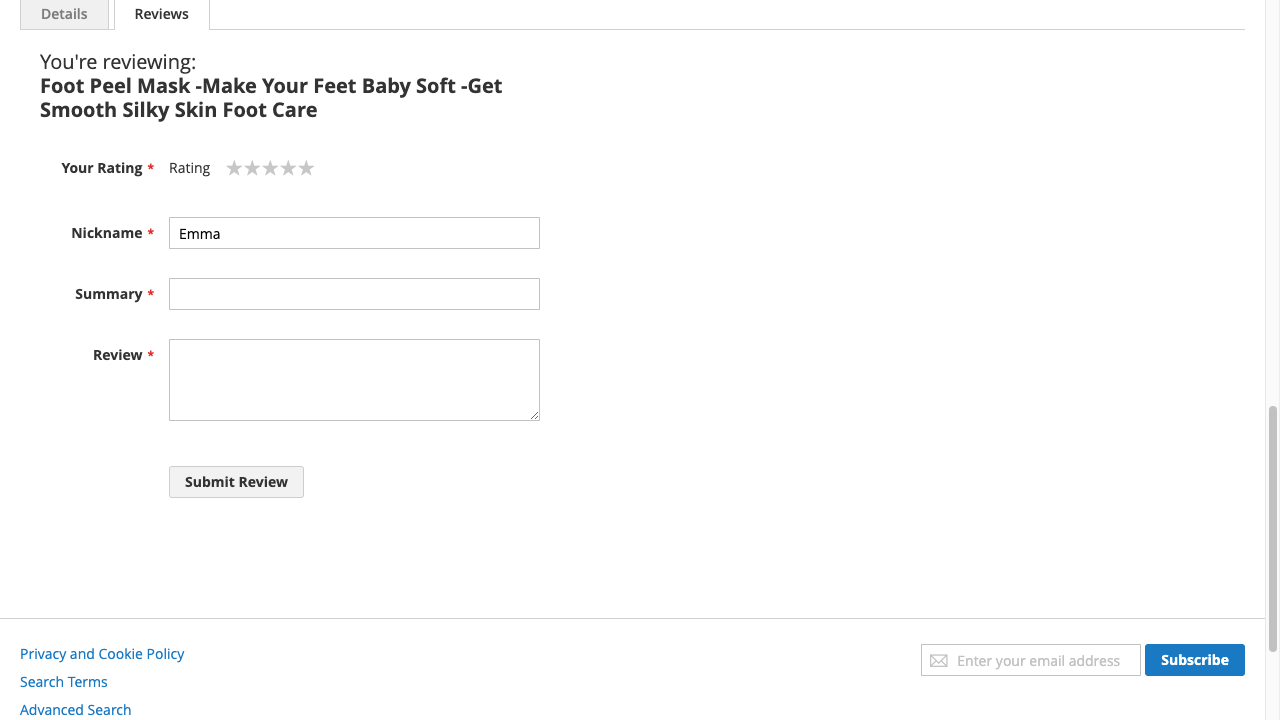 Details
Reviews
You're reviewing:
Foot Peel Mask -Make Your Feet Baby Soft -Get
Smooth Silky Skin Foot Care
Your Rating *
Rating
Nickname *
Emma
Summary *
Review *
Submit Review
Privacy and Cookie Policy
Search Terms
Advanced Search
Enter your email address
Subscribe